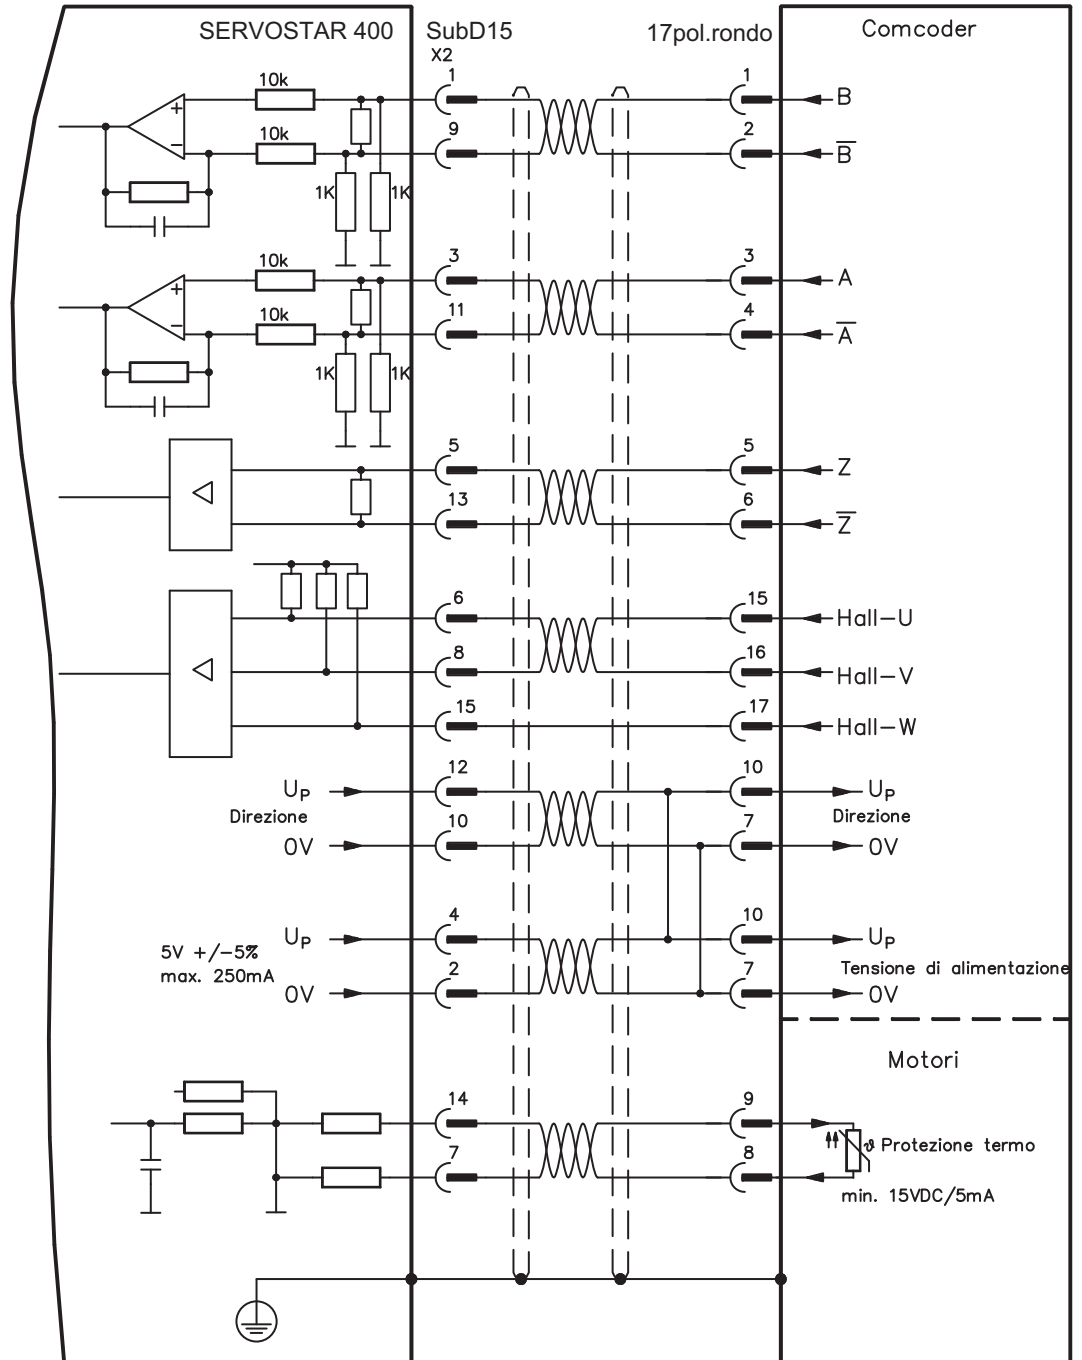 SERVOSTAR 400 SubD15 17pol.rondo Comcoder
X2
10k 1 1 B
10k 9 2 B̅
1K 1K
10k 3 3 A
10k 11 4 A̅
1K 1K
5 5 Z
13 6 Z̅
6 15 Hall-U
8 16 Hall-V
15 17 Hall-W
UP 12 10 UP
Direzione Direzione
0V 10 7 0V
UP 4 10 UP
5V +/-5%
max. 250mA Tensione di alimentazione
0V 2 7 0V
Motori
14 9
ϑ Protezione termo
7 8
min. 15VDC/5mA